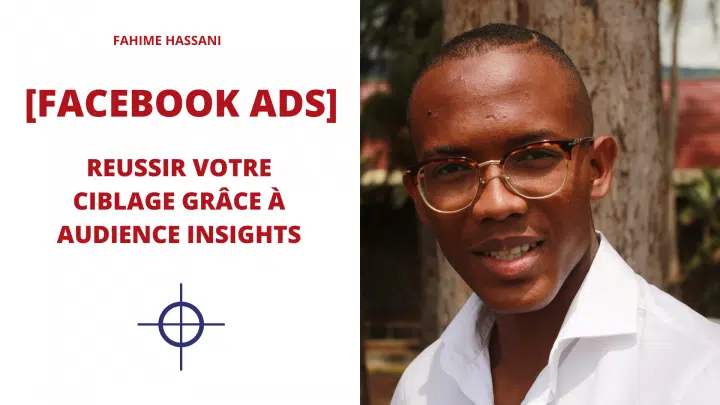 FAHIME HASSANI
[FACEBOOK ADS]
REUSSIR VOTRE
CIBLAGE GRÂCE À
AUDIENCE INSIGHTS